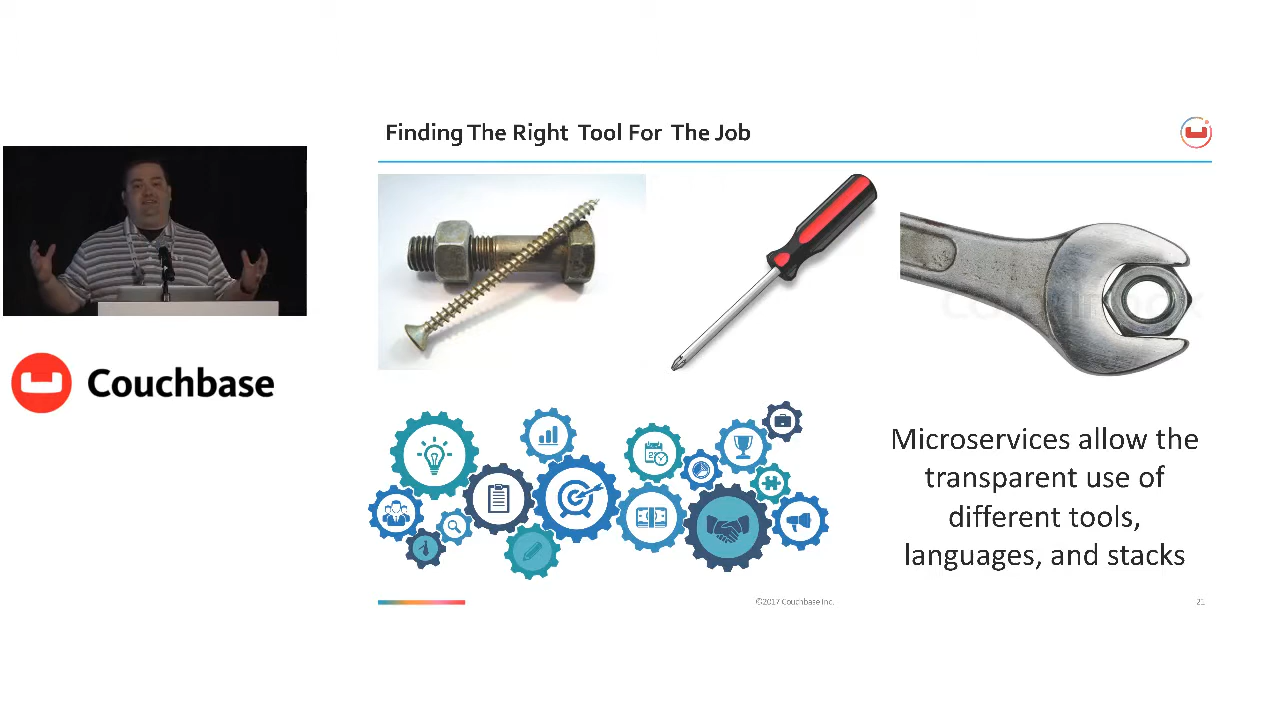 Finding The Right Tool For The Job
Couchbase
Microservices allow the
transparent use of
different tools,
languages, and stacks
©2017 Couchbase Inc.
21